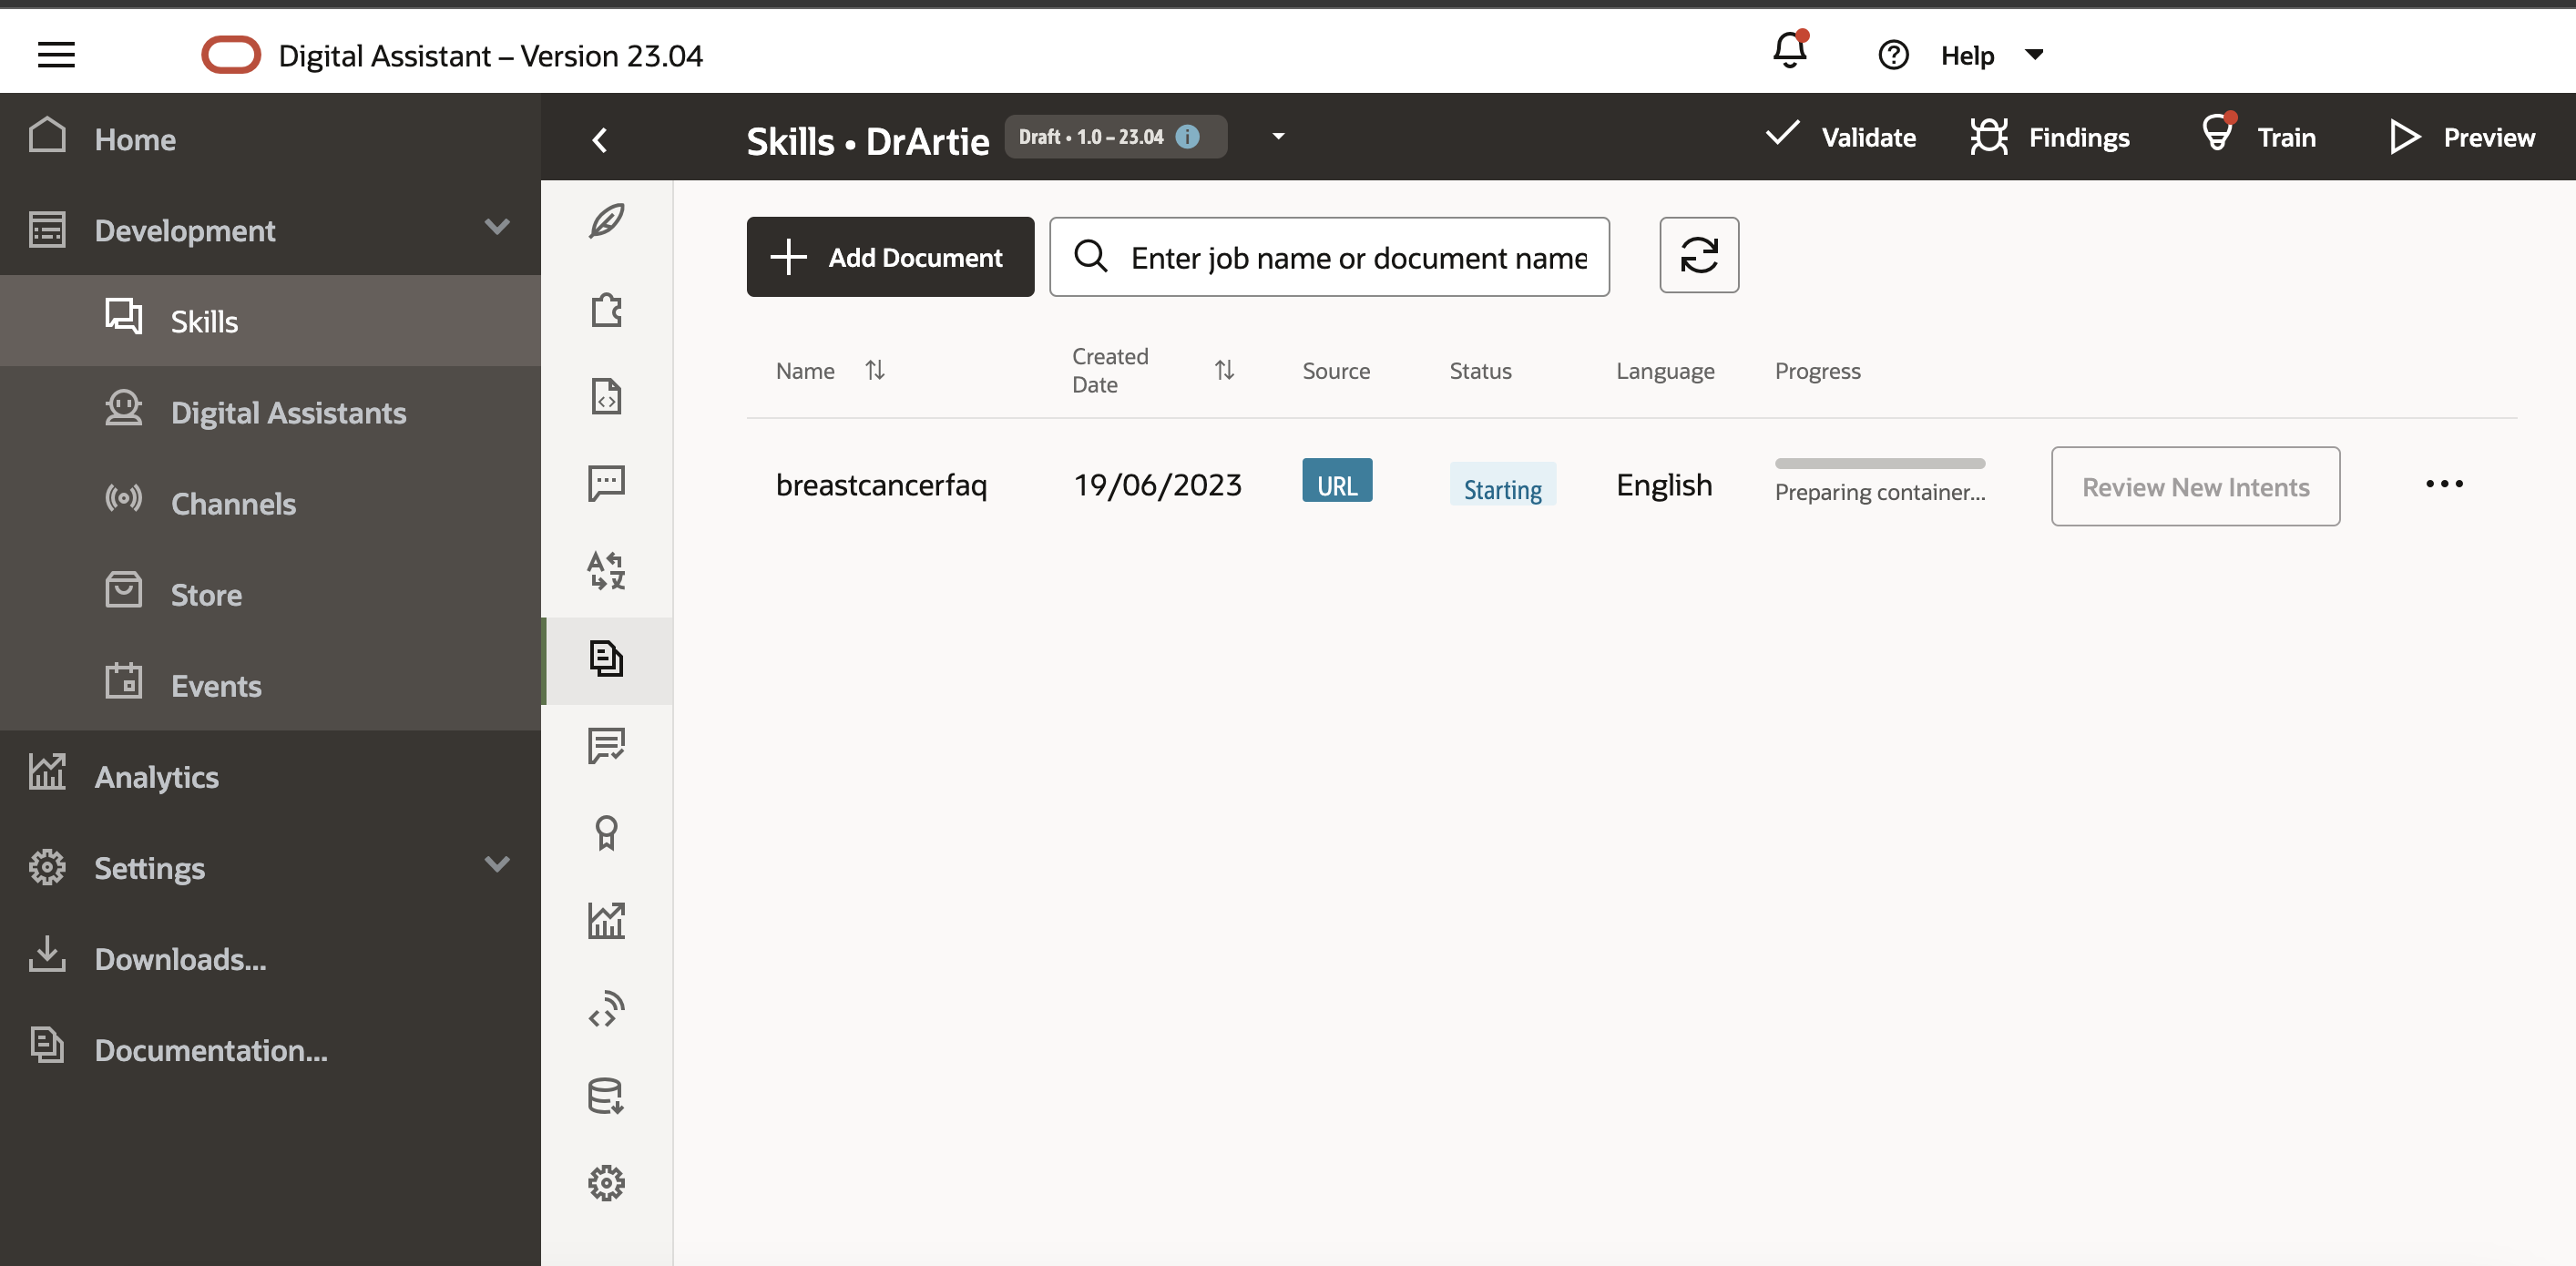 Digital Assistant – Version 23.04
Help
Home
Development
Skills
Digital Assistants
Channels
Store
Events
Analytics
Settings
Downloads...
Documentation...
Skills • DrArtie
Draft • 1.0 – 23.04
Validate
Findings
Train
Preview
Add Document
Enter job name or document name
Name
Created
Date
Source
Status
Language
Progress
breastcancerfaq
19/06/2023
URL
Starting
English
Preparing container...
Review New Intents